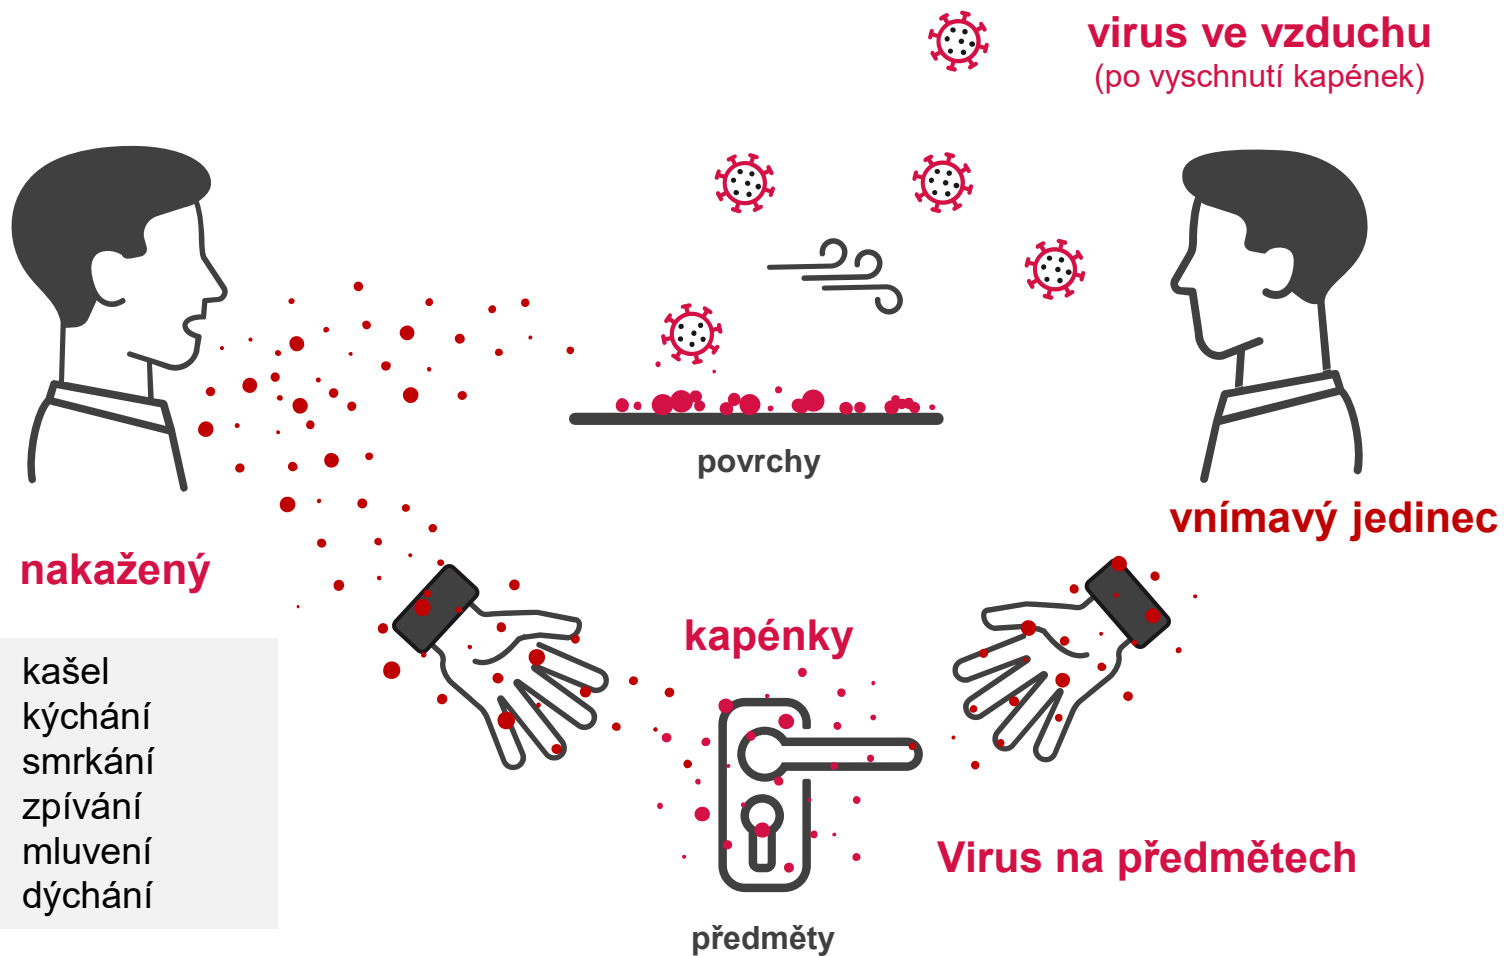 virus ve vzduchu
(po vyschnutí kapének)
povrchy
vnímavý jedinec
nakažený
kapénky
kašel
kýchání
smrkání
zpívání
mluvení
dýchání
Virus na předmětech
předměty